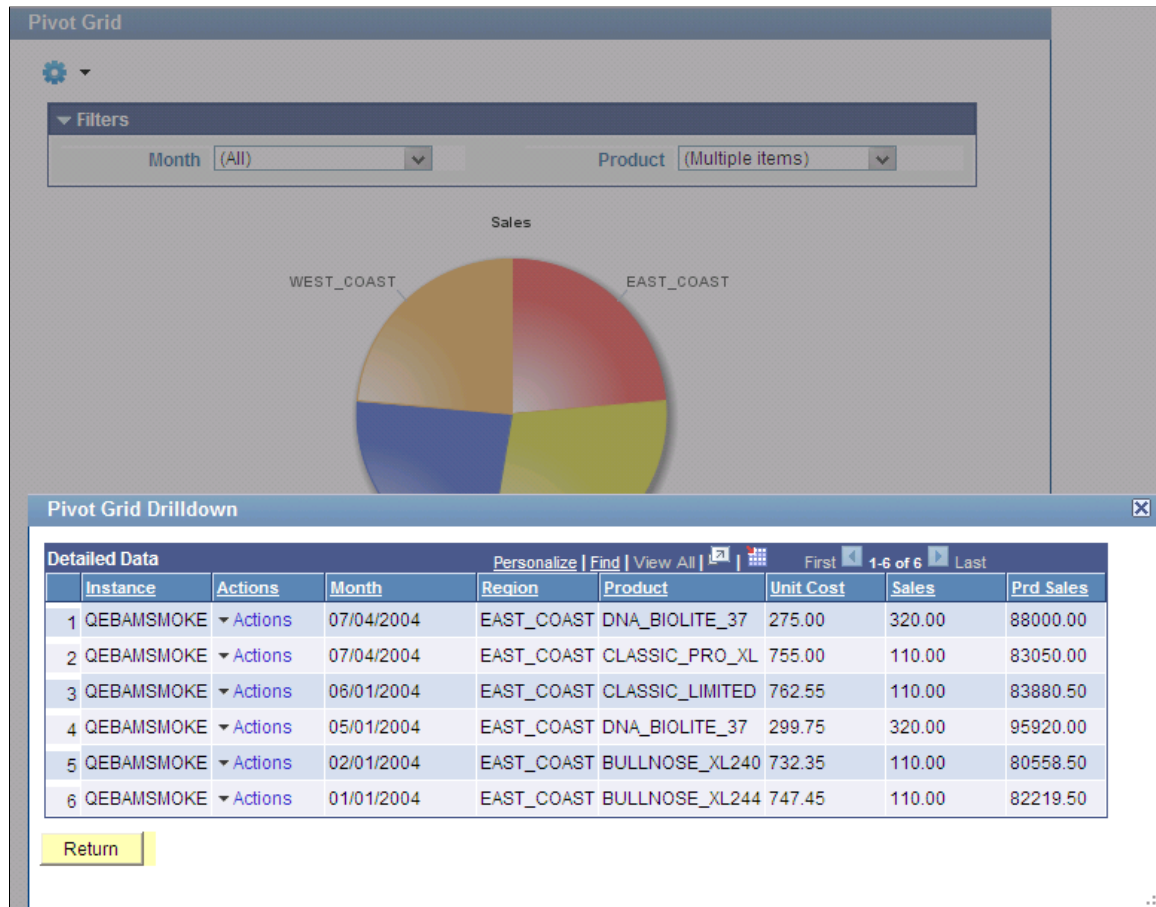 Pivot Grid
Filters
Month (All) Product (Multiple items)
Sales
WEST_COAST EAST_COAST
Pivot Grid Drilldown
Detailed Data Personalize | Find | View All | | First 1-6 of 6 Last
Instance Actions Month Region Product Unit Cost Sales Prd Sales
1 QEBAMSMOKE Actions 07/04/2004 EAST_COAST DNA_BIOLITE_37 275.00 320.00 88000.00
2 QEBAMSMOKE Actions 07/04/2004 EAST_COAST CLASSIC_PRO_XL 755.00 110.00 83050.00
3 QEBAMSMOKE Actions 06/01/2004 EAST_COAST CLASSIC_LIMITED 762.55 110.00 83880.50
4 QEBAMSMOKE Actions 05/01/2004 EAST_COAST DNA_BIOLITE_37 299.75 320.00 95920.00
5 QEBAMSMOKE Actions 02/01/2004 EAST_COAST BULLNOSE_XL240 732.35 110.00 80558.50
6 QEBAMSMOKE Actions 01/01/2004 EAST_COAST BULLNOSE_XL244 747.45 110.00 82219.50
Return